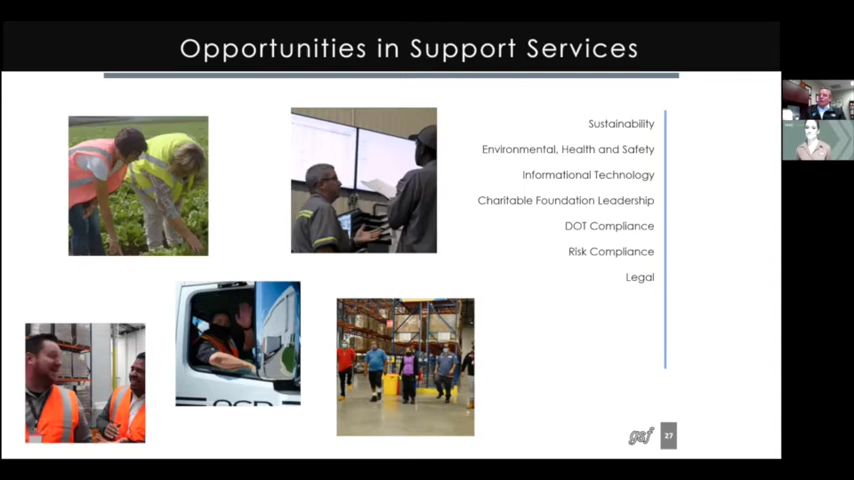 Opportunities in Support Services
Sustainability
Environmental, Health and Safety
Informational Technology
Charitable Foundation Leadership
DOT Compliance
Risk Compliance
Legal
27